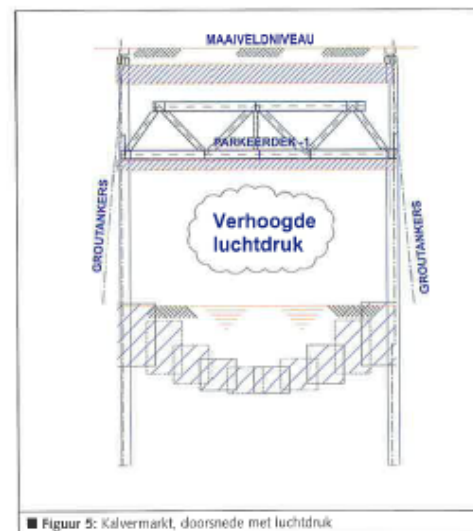 MAAIVELDNIVEAU
PARKEERDEK -1
GROUTANKERS
Verhoogde
luchtdruk
GROUTANKERS
■ Figuur 5: Kalvermarkt, doorsnede met luchtdruk